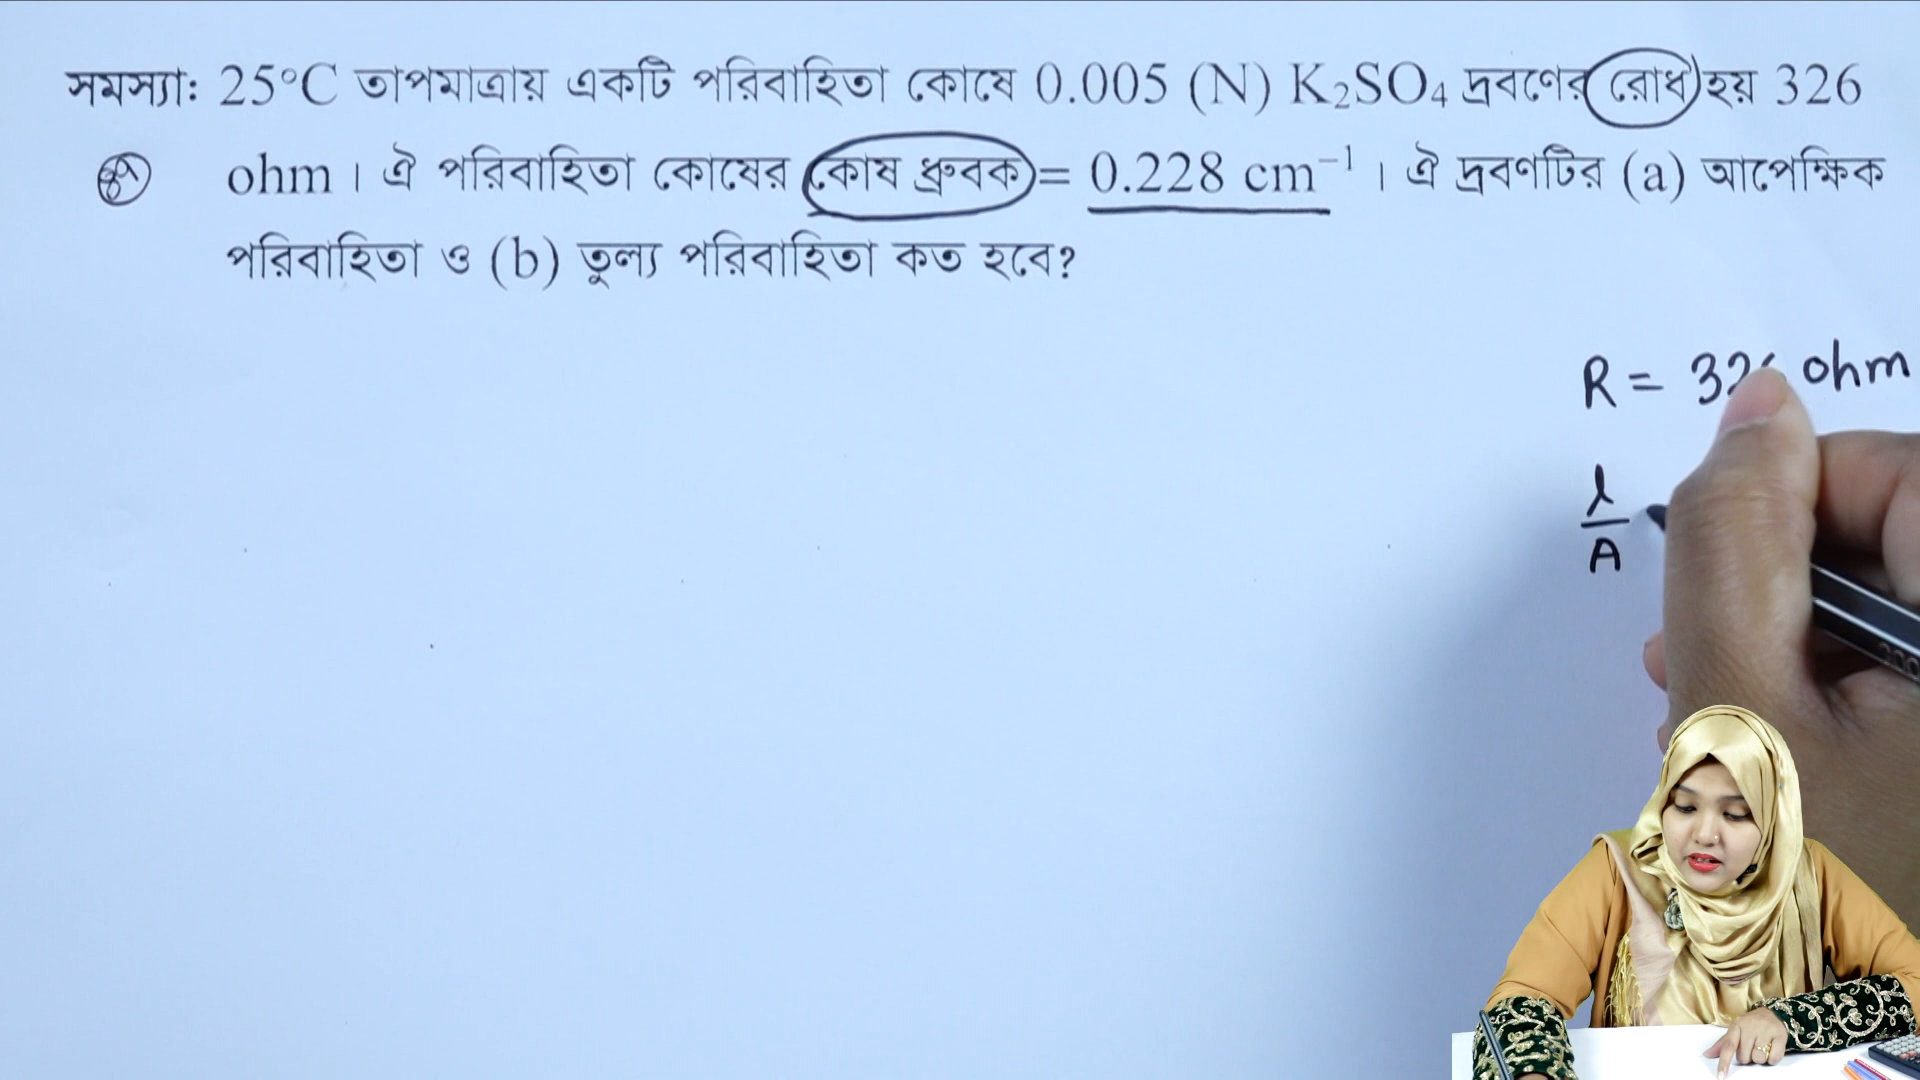 সমস্যাঃ 25°C তাপমাত্রায় একটি পরিবাহিতা কোষে 0.005 (N) K₂SO₄ দ্রবণের রোধ হয় 326
ohm। ঐ পরিবাহিতা কোষের কোষ ধ্রুবক = 0.228 cm⁻¹। ঐ দ্রবণটির (a) আপেক্ষিক
পরিবাহিতা ও (b) তুল্য পরিবাহিতা কত হবে?
R = 326 ohm
l
A